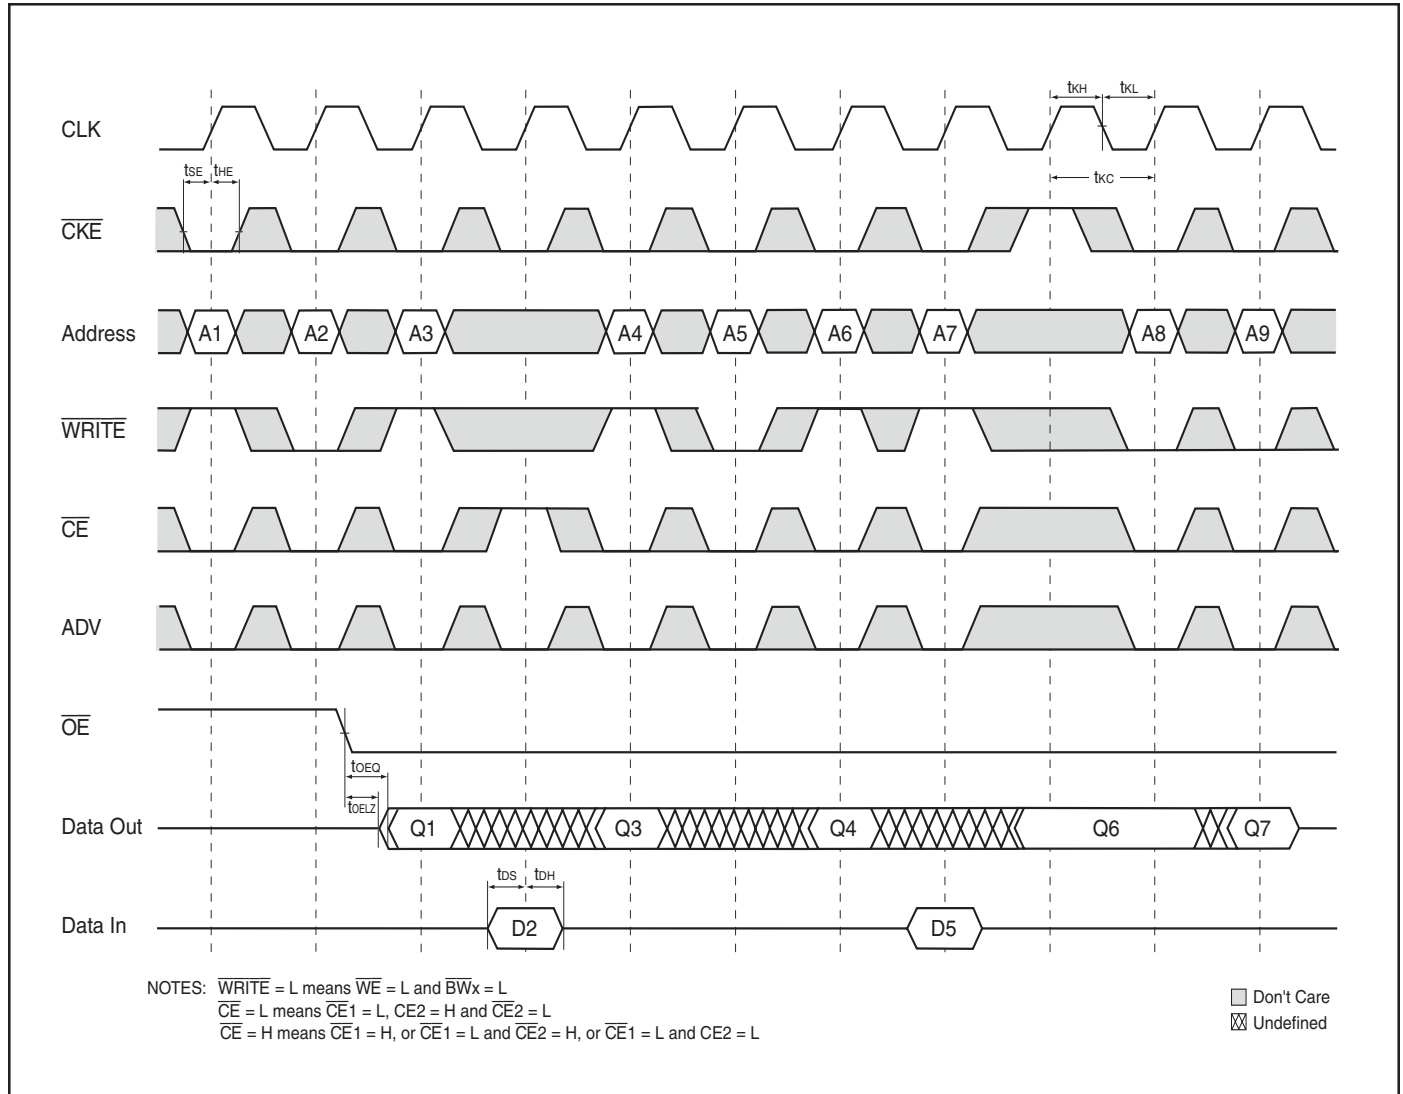 CLK
tKH tKL
tKC
tSE tHE
CKE
Address A1 A2 A3 A4 A5 A6 A7 A8 A9
WRITE
CE
ADV
OE
tOEQ
tOELZ
Data Out Q1 Q3 Q4 Q6 Q7
tDS tDH
Data In D2 D5
NOTES: WRITE = L means WE = L and BWx = L
CE = L means CE1 = L, CE2 = H and CE2 = L
CE = H means CE1 = H, or CE1 = L and CE2 = H, or CE1 = L and CE2 = L
Don't Care
Undefined